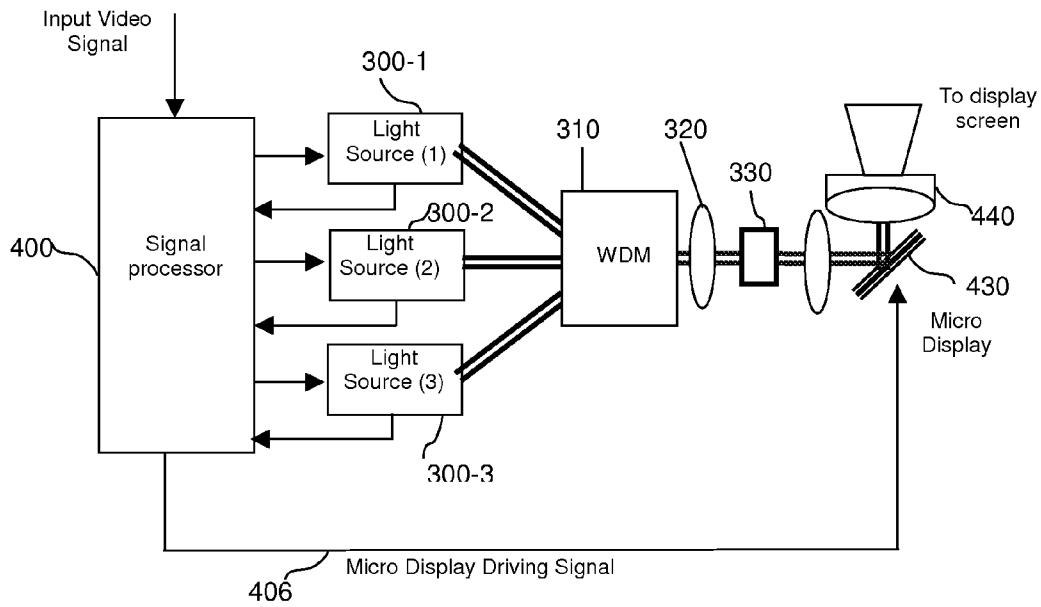 Input Video
Signal
300-1
Light
Source (1)
310
320
330
To display
screen
440
400
Signal
processor
300-2
Light
Source (2)
WDM
430
Micro
Display
Light
Source (3)
300-3
Micro Display Driving Signal
406